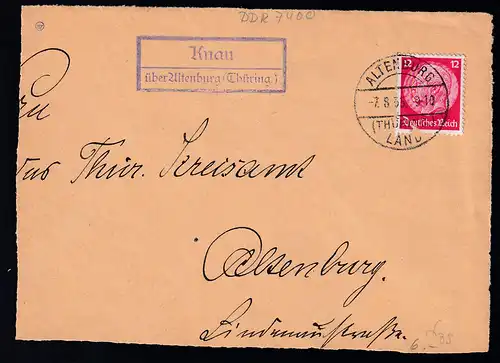 DDR 7400
Knau
über Altenburg (Thüring.)
12 12
Deutsches Reich
ALTENBURG
-7.8.35 9-10
(THÜR)
LAND
An
das Thür. Kreisamt
Altenburg.
Lindenaustraße.